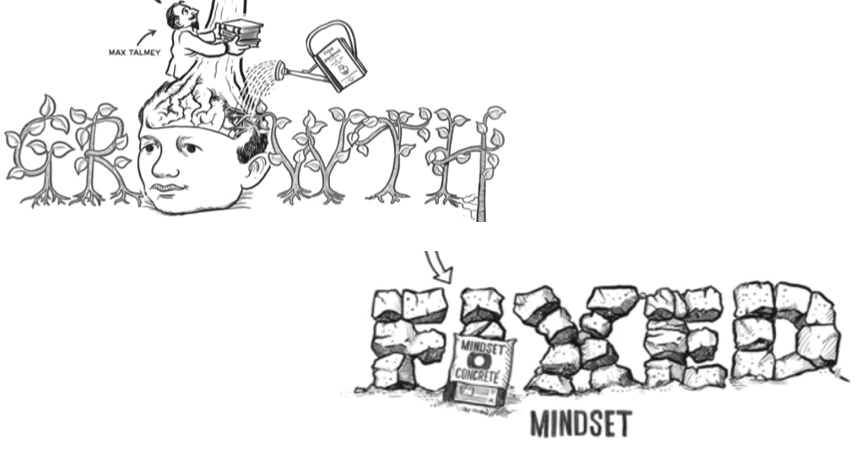 MAX TALMEY
GROWTH
FIXED
MINDSET
CONCRETE
MINDSET